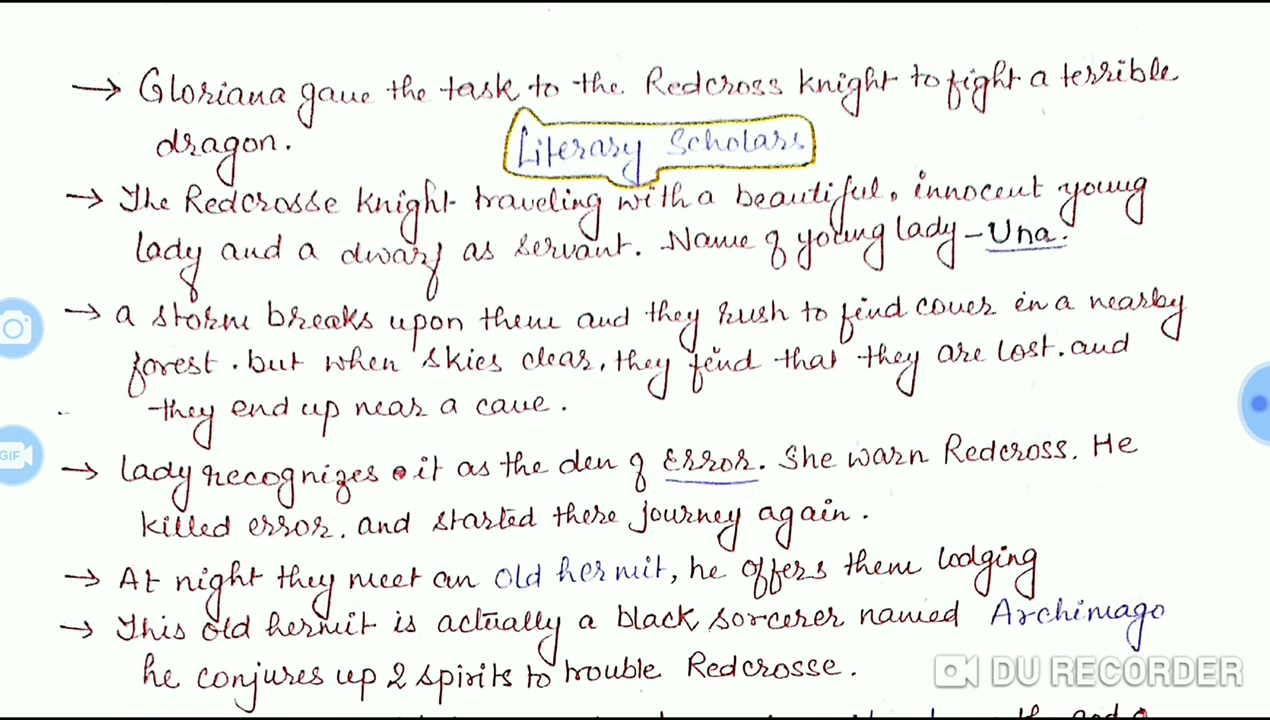 → Gloriana gave the task to the Redcross knight to fight a terrible
dragon.
Literary Scholars
→ The Redcrosse knight traveling with a beautiful, innocent young
lady and a dwarf as servant. Name of young lady - Una.
→ a storm breaks upon them and they rush to find cover in a nearby
forest. but when skies clear, they find that they are lost. and
they end up near a cave.
→ lady recognizes it as the den of Error. She warn Redcross. He
killed error. and started there journey again.
→ At night they meet an old hermit, he offers them lodging
→ This old hermit is actually a black sorcerer named Archimago
he conjures up 2 spirits to trouble Redcrosse.
GIF
DU RECORDER